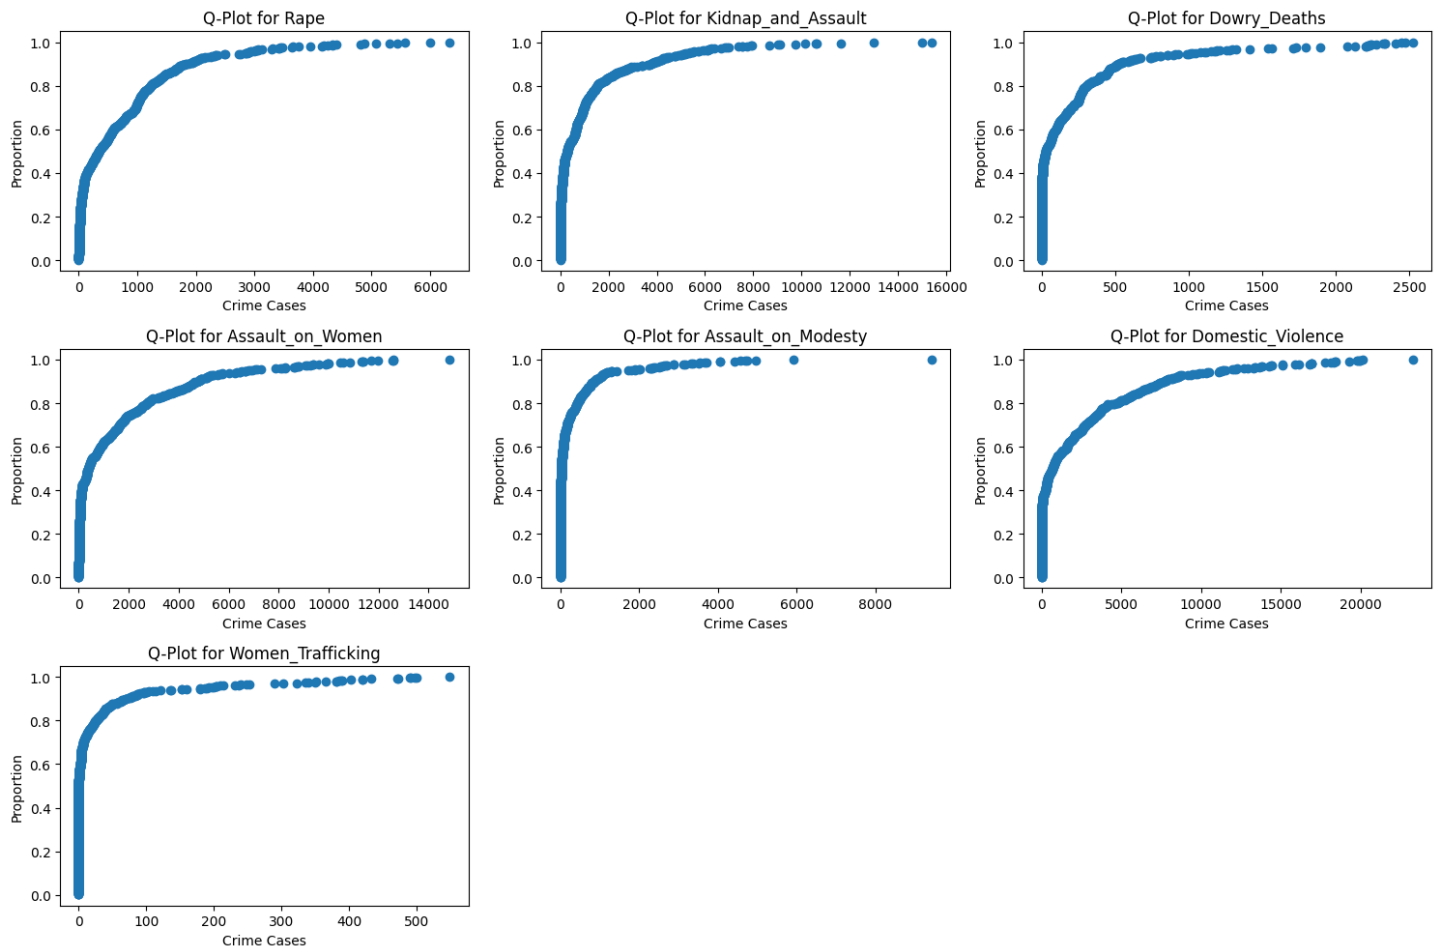 Q-Plot for Rape
Q-Plot for Kidnap_and_Assault
Q-Plot for Dowry_Deaths
1.0
0.8
0.6
0.4
0.2
0.0
Proportion
0 1000 2000 3000 4000 5000 6000
Crime Cases
1.0
0.8
0.6
0.4
0.2
0.0
Proportion
0 2000 4000 6000 8000 10000 12000 14000 16000
Crime Cases
1.0
0.8
0.6
0.4
0.2
0.0
Proportion
0 500 1000 1500 2000 2500
Crime Cases
Q-Plot for Assault_on_Women
Q-Plot for Assault_on_Modesty
Q-Plot for Domestic_Violence
1.0
0.8
0.6
0.4
0.2
0.0
Proportion
0 2000 4000 6000 8000 10000 12000 14000
Crime Cases
1.0
0.8
0.6
0.4
0.2
0.0
Proportion
0 2000 4000 6000 8000
Crime Cases
1.0
0.8
0.6
0.4
0.2
0.0
Proportion
0 5000 10000 15000 20000
Crime Cases
Q-Plot for Women_Trafficking
1.0
0.8
0.6
0.4
0.2
0.0
Proportion
0 100 200 300 400 500
Crime Cases